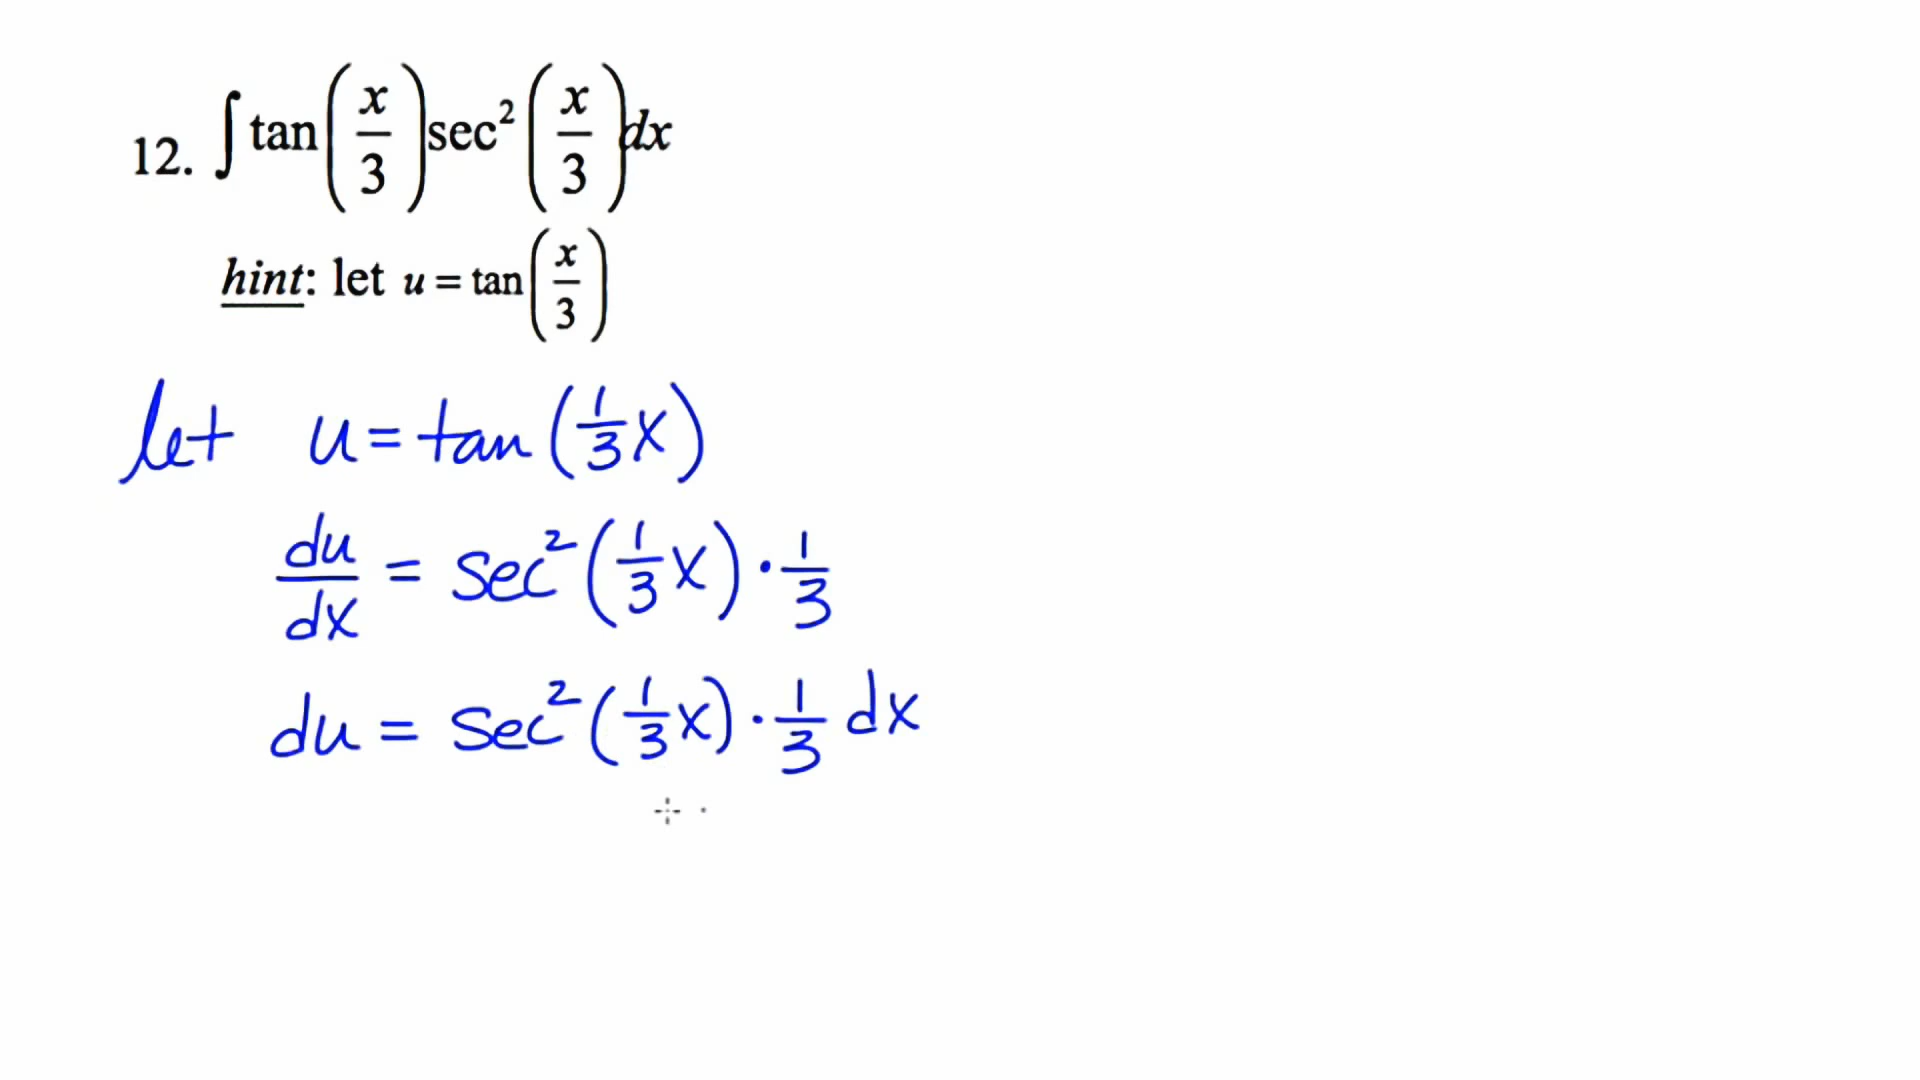 12. ∫ tan(x/3) sec²(x/3) dx
hint: let u = tan(x/3)
let u = tan(1/3 x)
du/dx = sec²(1/3 x) · 1/3
du = sec²(1/3 x) · 1/3 dx